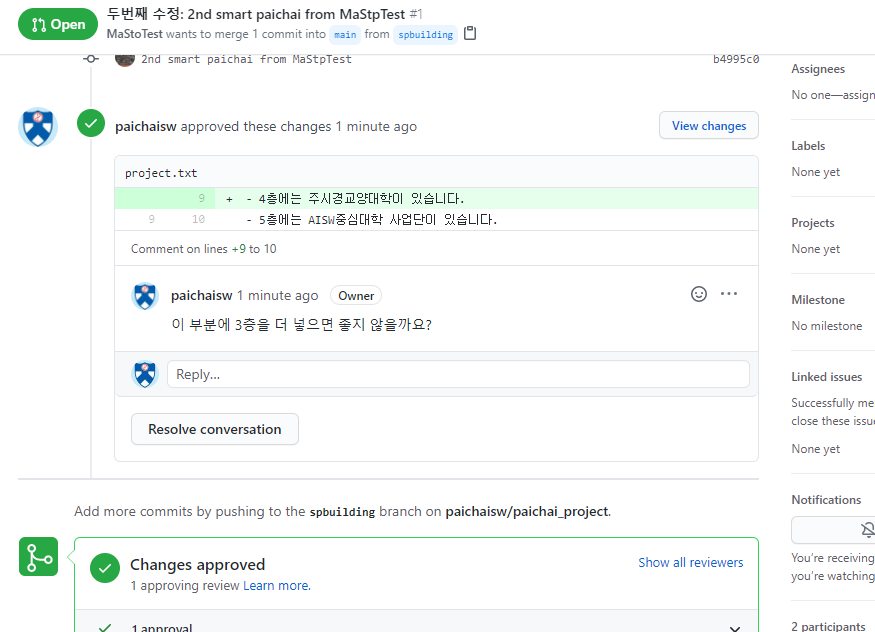 Open
두번째 수정: 2nd smart paichai from MaStpTest #1
MaStoTest wants to merge 1 commit into main from spbuilding
2nd smart paichai from MaStpTest b4995c0
paichaisw approved these changes 1 minute ago
View changes
project.txt
9 + - 4층에는 주시경교양대학이 있습니다.
9 10 - 5층에는 AISW중심대학 사업단이 있습니다.
Comment on lines +9 to 10
paichaisw 1 minute ago Owner
이 부분에 3층을 더 넣으면 좋지 않을까요?
Reply...
Resolve conversation
Add more commits by pushing to the spbuilding branch on paichaisw/paichai_project.
Changes approved
Show all reviewers
1 approving review Learn more.
1 approval
Assignees
No one—assign
Labels
None yet
Projects
None yet
Milestone
No milestone
Linked issues
Successfully me
close these issu
None yet
Notifications
You're receiving
you're watching
2 participants